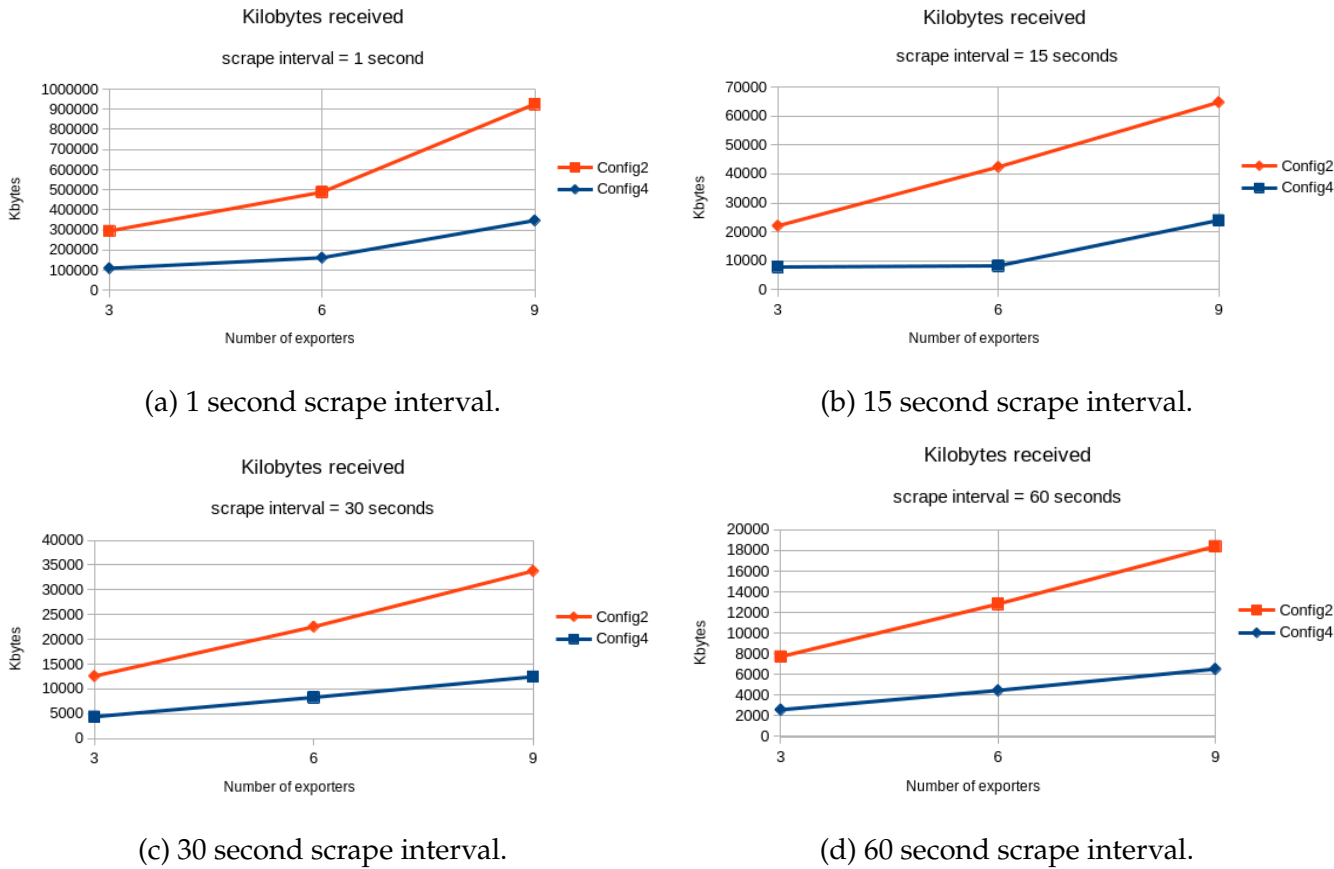 Kilobytes received
scrape interval = 1 second
Kbytes
1000000
900000
800000
700000
600000
500000
400000
300000
200000
100000
0
3 6 9
Number of exporters
Config2
Config4
(a) 1 second scrape interval.
Kilobytes received
scrape interval = 15 seconds
Kbytes
70000
60000
50000
40000
30000
20000
10000
0
3 6 9
Number of exporters
Config2
Config4
(b) 15 second scrape interval.
Kilobytes received
scrape interval = 30 seconds
Kbytes
40000
35000
30000
25000
20000
15000
10000
5000
0
3 6 9
Number of exporters
Config2
Config4
(c) 30 second scrape interval.
Kilobytes received
scrape interval = 60 seconds
Kbytes
20000
18000
16000
14000
12000
10000
8000
6000
4000
2000
0
3 6 9
Number of exporters
Config2
Config4
(d) 60 second scrape interval.